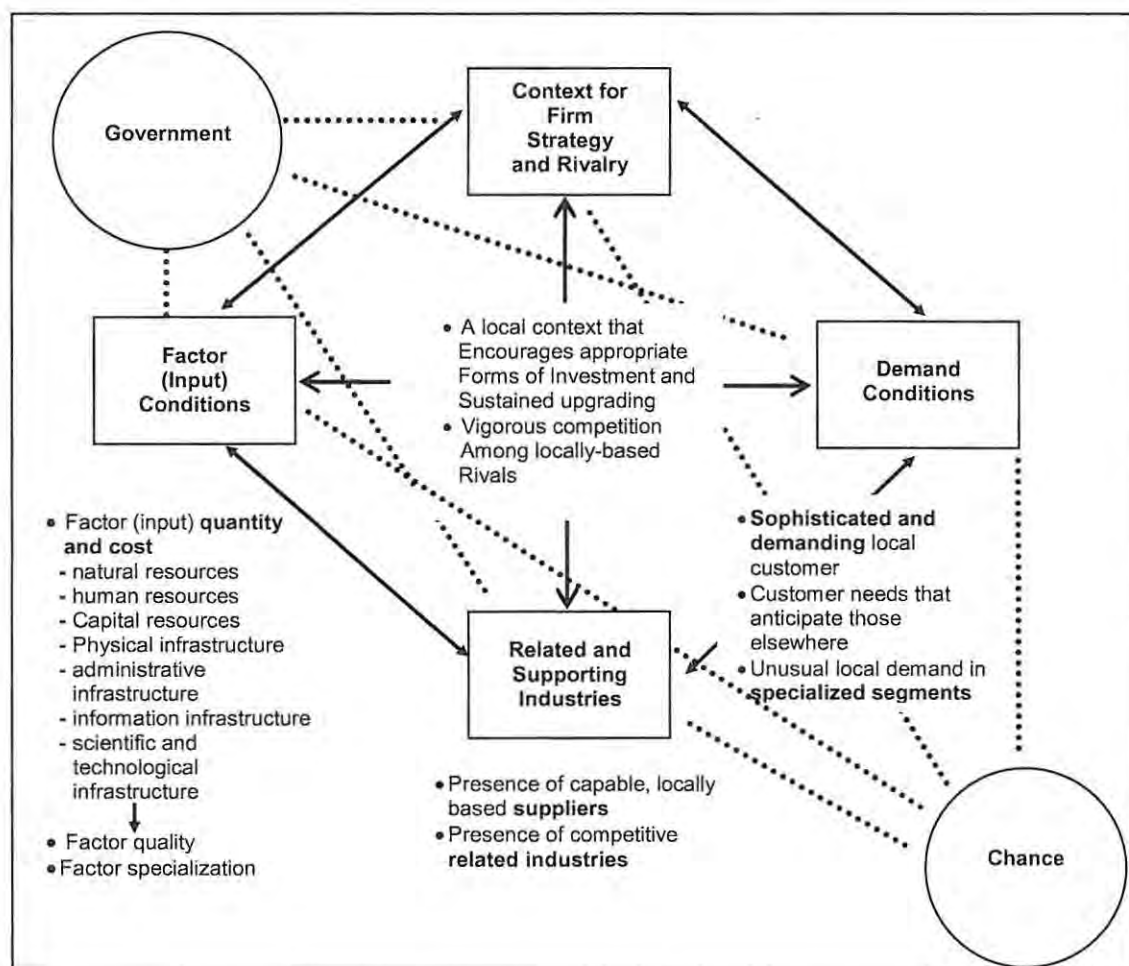 Government
Context for
Firm
Strategy
and Rivalry
Factor
(Input)
Conditions
• A local context that
Encourages appropriate
Forms of Investment and
Sustained upgrading
• Vigorous competition
Among locally-based
Rivals
Demand
Conditions
• Factor (input) quantity
and cost
- natural resources
- human resources
- Capital resources
- Physical infrastructure
- administrative
infrastructure
- information infrastructure
- scientific and
technological
infrastructure
• Factor quality
• Factor specialization
Related and
Supporting
Industries
• Presence of capable, locally
based suppliers
• Presence of competitive
related industries
• Sophisticated and
demanding local
customer
• Customer needs that
anticipate those
elsewhere
• Unusual local demand in
specialized segments
Chance